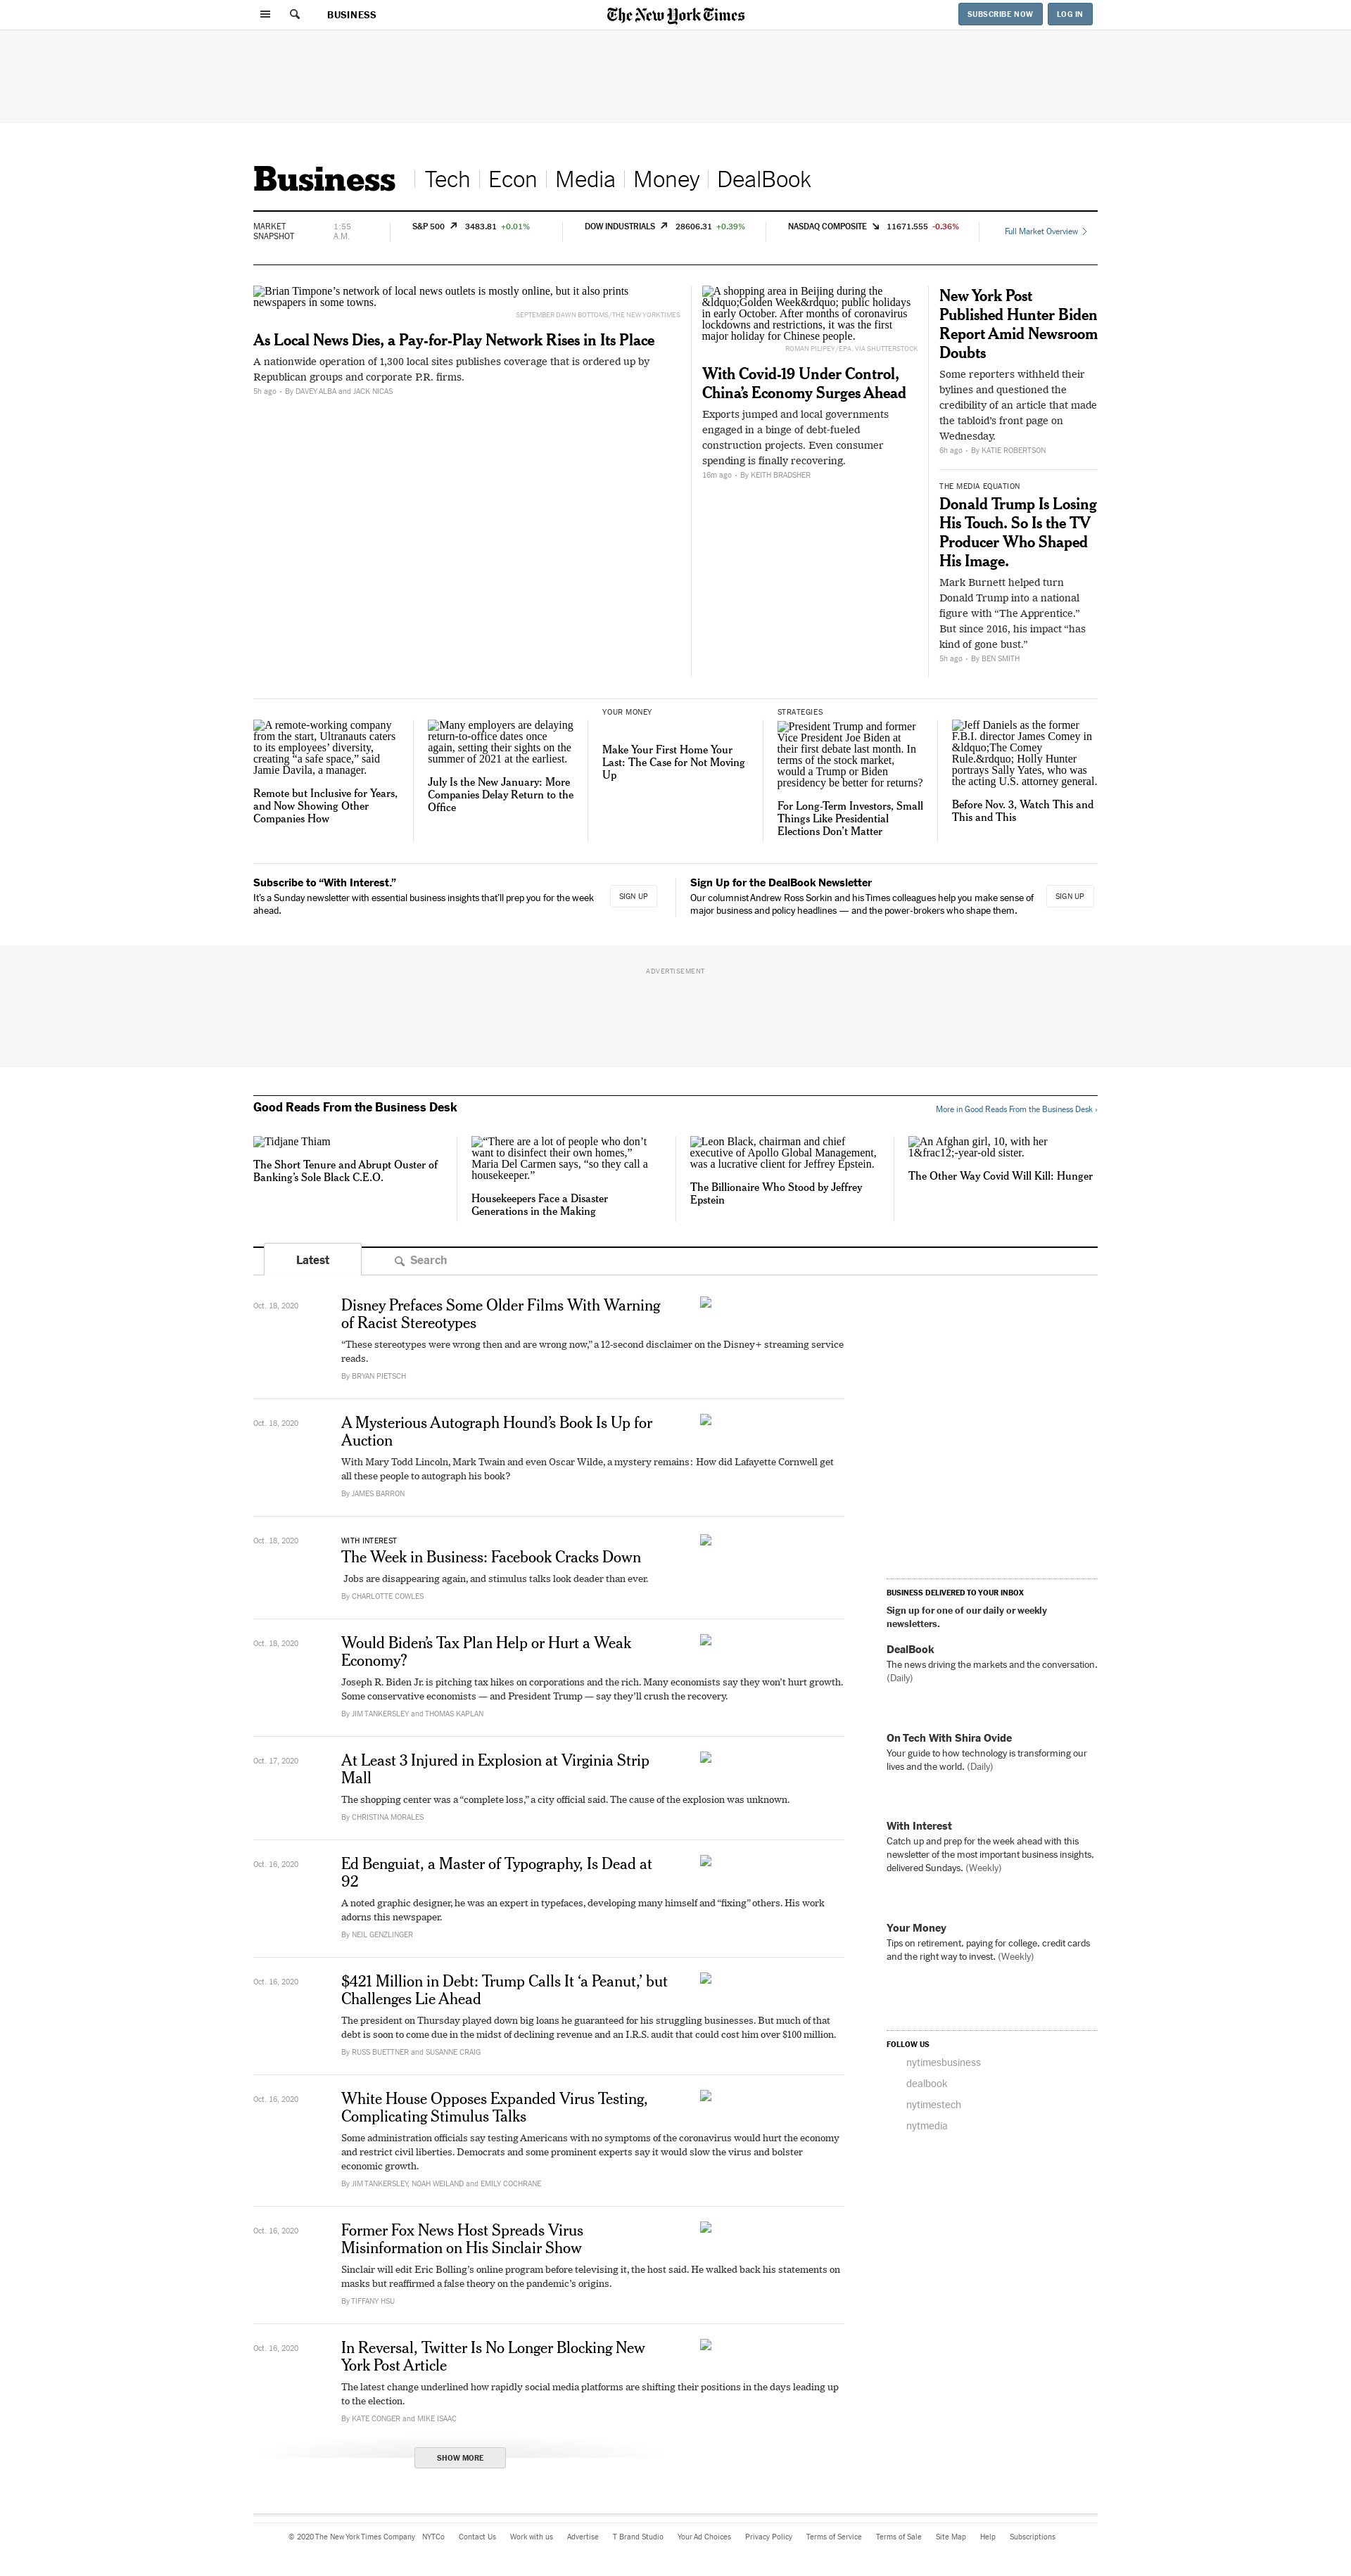 BUSINESS
The New York Times
SUBSCRIBE NOW
LOG IN
Business
Tech
Econ
Media
Money
DealBook
MARKET
SNAPSHOT
1:55
A.M.
S&P 500 3483.81 +0.01%
DOW INDUSTRIALS 28606.31 +0.39%
NASDAQ COMPOSITE 11671.555 -0.36%
Full Market Overview
Brian Timpone’s network of local news outlets is mostly online, but it also prints
newspapers in some towns.
SEPTEMBER DAWN BOTTOMS/THE NEW YORK TIMES
As Local News Dies, a Pay-for-Play Network Rises in Its Place
A nationwide operation of 1,300 local sites publishes coverage that is ordered up by
Republican groups and corporate P.R. firms.
5h ago • By DAVEY ALBA and JACK NICAS
A shopping area in Beijing during the
&ldquo;Golden Week&rdquo; public holidays
in early October. After months of coronavirus
lockdowns and restrictions, it was the first
major holiday for Chinese people.
ROMAN PILIPEY/EPA, VIA SHUTTERSTOCK
With Covid-19 Under Control,
China’s Economy Surges Ahead
Exports jumped and local governments
engaged in a binge of debt-fueled
construction projects. Even consumer
spending is finally recovering.
16m ago • By KEITH BRADSHER
New York Post
Published Hunter Biden
Report Amid Newsroom
Doubts
Some reporters withheld their
bylines and questioned the
credibility of an article that made
the tabloid’s front page on
Wednesday.
6h ago • By KATIE ROBERTSON
THE MEDIA EQUATION
Donald Trump Is Losing
His Touch. So Is the TV
Producer Who Shaped
His Image.
Mark Burnett helped turn
Donald Trump into a national
figure with “The Apprentice.”
But since 2016, his impact “has
kind of gone bust.”
5h ago • By BEN SMITH
A remote-working company
from the start, Ultranauts caters
to its employees’ diversity,
creating “a safe space,” said
Jamie Davila, a manager.
Remote but Inclusive for Years,
and Now Showing Other
Companies How
Many employers are delaying
return-to-office dates once
again, setting their sights on the
summer of 2021 at the earliest.
July Is the New January: More
Companies Delay Return to the
Office
YOUR MONEY
Make Your First Home Your
Last: The Case for Not Moving
Up
STRATEGIES
President Trump and former
Vice President Joe Biden at
their first debate last month. In
terms of the stock market,
would a Trump or Biden
presidency be better for returns?
For Long-Term Investors, Small
Things Like Presidential
Elections Don’t Matter
Jeff Daniels as the former
F.B.I. director James Comey in
&ldquo;The Comey
Rule.&rdquo; Holly Hunter
portrays Sally Yates, who was
the acting U.S. attorney general.
Before Nov. 3, Watch This and
This and This
Subscribe to “With Interest.”
It’s a Sunday newsletter with essential business insights that’ll prep you for the week
ahead.
SIGN UP
Sign Up for the DealBook Newsletter
Our columnist Andrew Ross Sorkin and his Times colleagues help you make sense of
major business and policy headlines — and the power-brokers who shape them.
SIGN UP
ADVERTISEMENT
Good Reads From the Business Desk
More in Good Reads From the Business Desk ›
Tidjane Thiam
The Short Tenure and Abrupt Ouster of
Banking’s Sole Black C.E.O.
“There are a lot of people who don’t
want to disinfect their own homes,”
Maria Del Carmen says, “so they call a
housekeeper.”
Housekeepers Face a Disaster
Generations in the Making
Leon Black, chairman and chief
executive of Apollo Global Management,
was a lucrative client for Jeffrey Epstein.
The Billionaire Who Stood by Jeffrey
Epstein
An Afghan girl, 10, with her
1&frac12;-year-old sister.
The Other Way Covid Will Kill: Hunger
Latest
Search
Oct. 18, 2020
Disney Prefaces Some Older Films With Warning
of Racist Stereotypes
“These stereotypes were wrong then and are wrong now,” a 12-second disclaimer on the Disney+ streaming service
reads.
By BRYAN PIETSCH
Oct. 18, 2020
A Mysterious Autograph Hound’s Book Is Up for
Auction
With Mary Todd Lincoln, Mark Twain and even Oscar Wilde, a mystery remains: How did Lafayette Cornwell get
all these people to autograph his book?
By JAMES BARRON
Oct. 18, 2020
WITH INTEREST
The Week in Business: Facebook Cracks Down
Jobs are disappearing again, and stimulus talks look deader than ever.
By CHARLOTTE COWLES
Oct. 18, 2020
Would Biden’s Tax Plan Help or Hurt a Weak
Economy?
Joseph R. Biden Jr. is pitching tax hikes on corporations and the rich. Many economists say they won’t hurt growth.
Some conservative economists — and President Trump — say they’ll crush the recovery.
By JIM TANKERSLEY and THOMAS KAPLAN
Oct. 17, 2020
At Least 3 Injured in Explosion at Virginia Strip
Mall
The shopping center was a “complete loss,” a city official said. The cause of the explosion was unknown.
By CHRISTINA MORALES
Oct. 16, 2020
Ed Benguiat, a Master of Typography, Is Dead at
92
A noted graphic designer, he was an expert in typefaces, developing many himself and “fixing” others. His work
adorns this newspaper.
By NEIL GENZLINGER
Oct. 16, 2020
$421 Million in Debt: Trump Calls It ‘a Peanut,’ but
Challenges Lie Ahead
The president on Thursday played down big loans he guaranteed for his struggling businesses. But much of that
debt is soon to come due in the midst of declining revenue and an I.R.S. audit that could cost him over $100 million.
By RUSS BUETTNER and SUSANNE CRAIG
Oct. 16, 2020
White House Opposes Expanded Virus Testing,
Complicating Stimulus Talks
Some administration officials say testing Americans with no symptoms of the coronavirus would hurt the economy
and restrict civil liberties. Democrats and some prominent experts say it would slow the virus and bolster
economic growth.
By JIM TANKERSLEY, NOAH WEILAND and EMILY COCHRANE
Oct. 16, 2020
Former Fox News Host Spreads Virus
Misinformation on His Sinclair Show
Sinclair will edit Eric Bolling’s online program before televising it, the host said. He walked back his statements on
masks but reaffirmed a false theory on the pandemic’s origins.
By TIFFANY HSU
Oct. 16, 2020
In Reversal, Twitter Is No Longer Blocking New
York Post Article
The latest change underlined how rapidly social media platforms are shifting their positions in the days leading up
to the election.
By KATE CONGER and MIKE ISAAC
SHOW MORE
BUSINESS DELIVERED TO YOUR INBOX
Sign up for one of our daily or weekly
newsletters.
DealBook
The news driving the markets and the conversation.
(Daily)
On Tech With Shira Ovide
Your guide to how technology is transforming our
lives and the world. (Daily)
With Interest
Catch up and prep for the week ahead with this
newsletter of the most important business insights,
delivered Sundays. (Weekly)
Your Money
Tips on retirement, paying for college, credit cards
and the right way to invest. (Weekly)
FOLLOW US
nytimesbusiness
dealbook
nytimestech
nytmedia
© 2020 The New York Times Company NYTCo Contact Us Work with us Advertise T Brand Studio Your Ad Choices Privacy Policy Terms of Service Terms of Sale Site Map Help Subscriptions